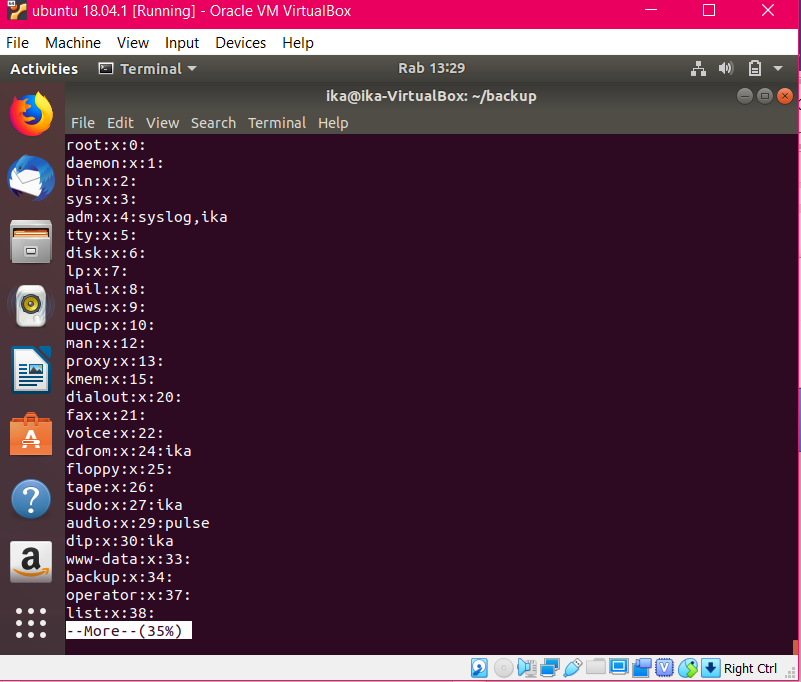 ubuntu 18.04.1 [Running] - Oracle VM VirtualBox
File Machine View Input Devices Help
Activities Terminal Rab 13:29
ika@ika-VirtualBox: ~/backup
File Edit View Search Terminal Help
root:x:0:
daemon:x:1:
bin:x:2:
sys:x:3:
adm:x:4:syslog,ika
tty:x:5:
disk:x:6:
lp:x:7:
mail:x:8:
news:x:9:
uucp:x:10:
man:x:12:
proxy:x:13:
kmem:x:15:
dialout:x:20:
fax:x:21:
voice:x:22:
cdrom:x:24:ika
floppy:x:25:
tape:x:26:
sudo:x:27:ika
audio:x:29:pulse
dip:x:30:ika
www-data:x:33:
backup:x:34:
operator:x:37:
list:x:38:
--More--(35%)
Right Ctrl